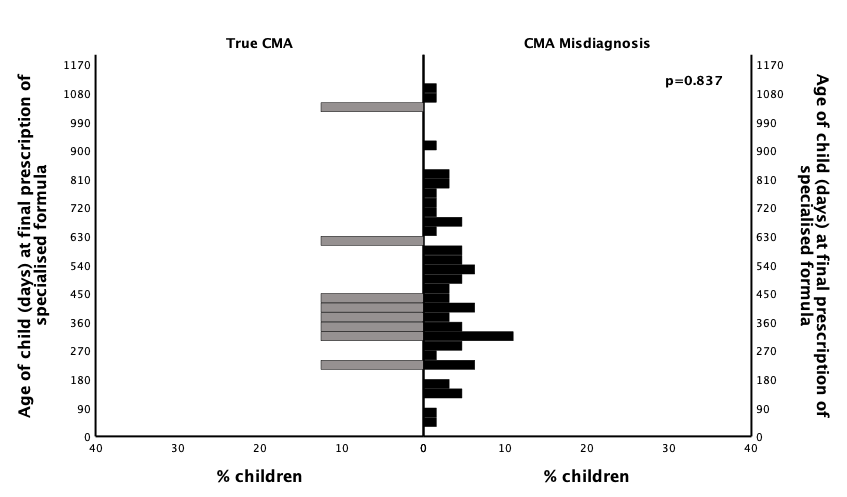 True CMA
CMA Misdiagnosis
p=0.837
Age of child (days) at final prescription of
specialised formula
1170
1080
990
900
810
720
630
540
450
360
270
180
90
0
1170
1080
990
900
810
720
630
540
450
360
270
180
90
0
Age of child (days) at final prescription of
specialised formula
40 30 20 10 0 10 20 30 40
% children
% children